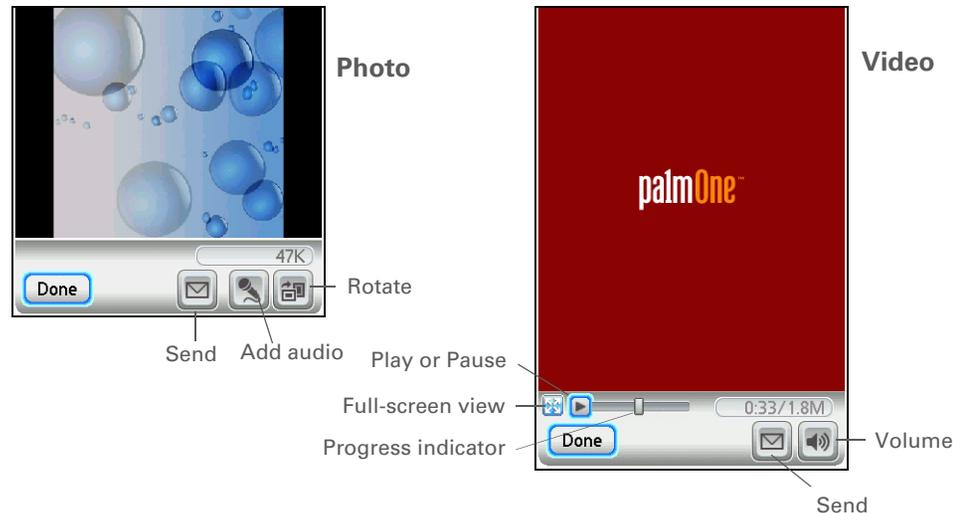 Photo
47K
Done
Rotate
Send
Add audio
Video
palmOne™
Play or Pause
Full-screen view
0:33/1.8M
Progress indicator
Done
Volume
Send